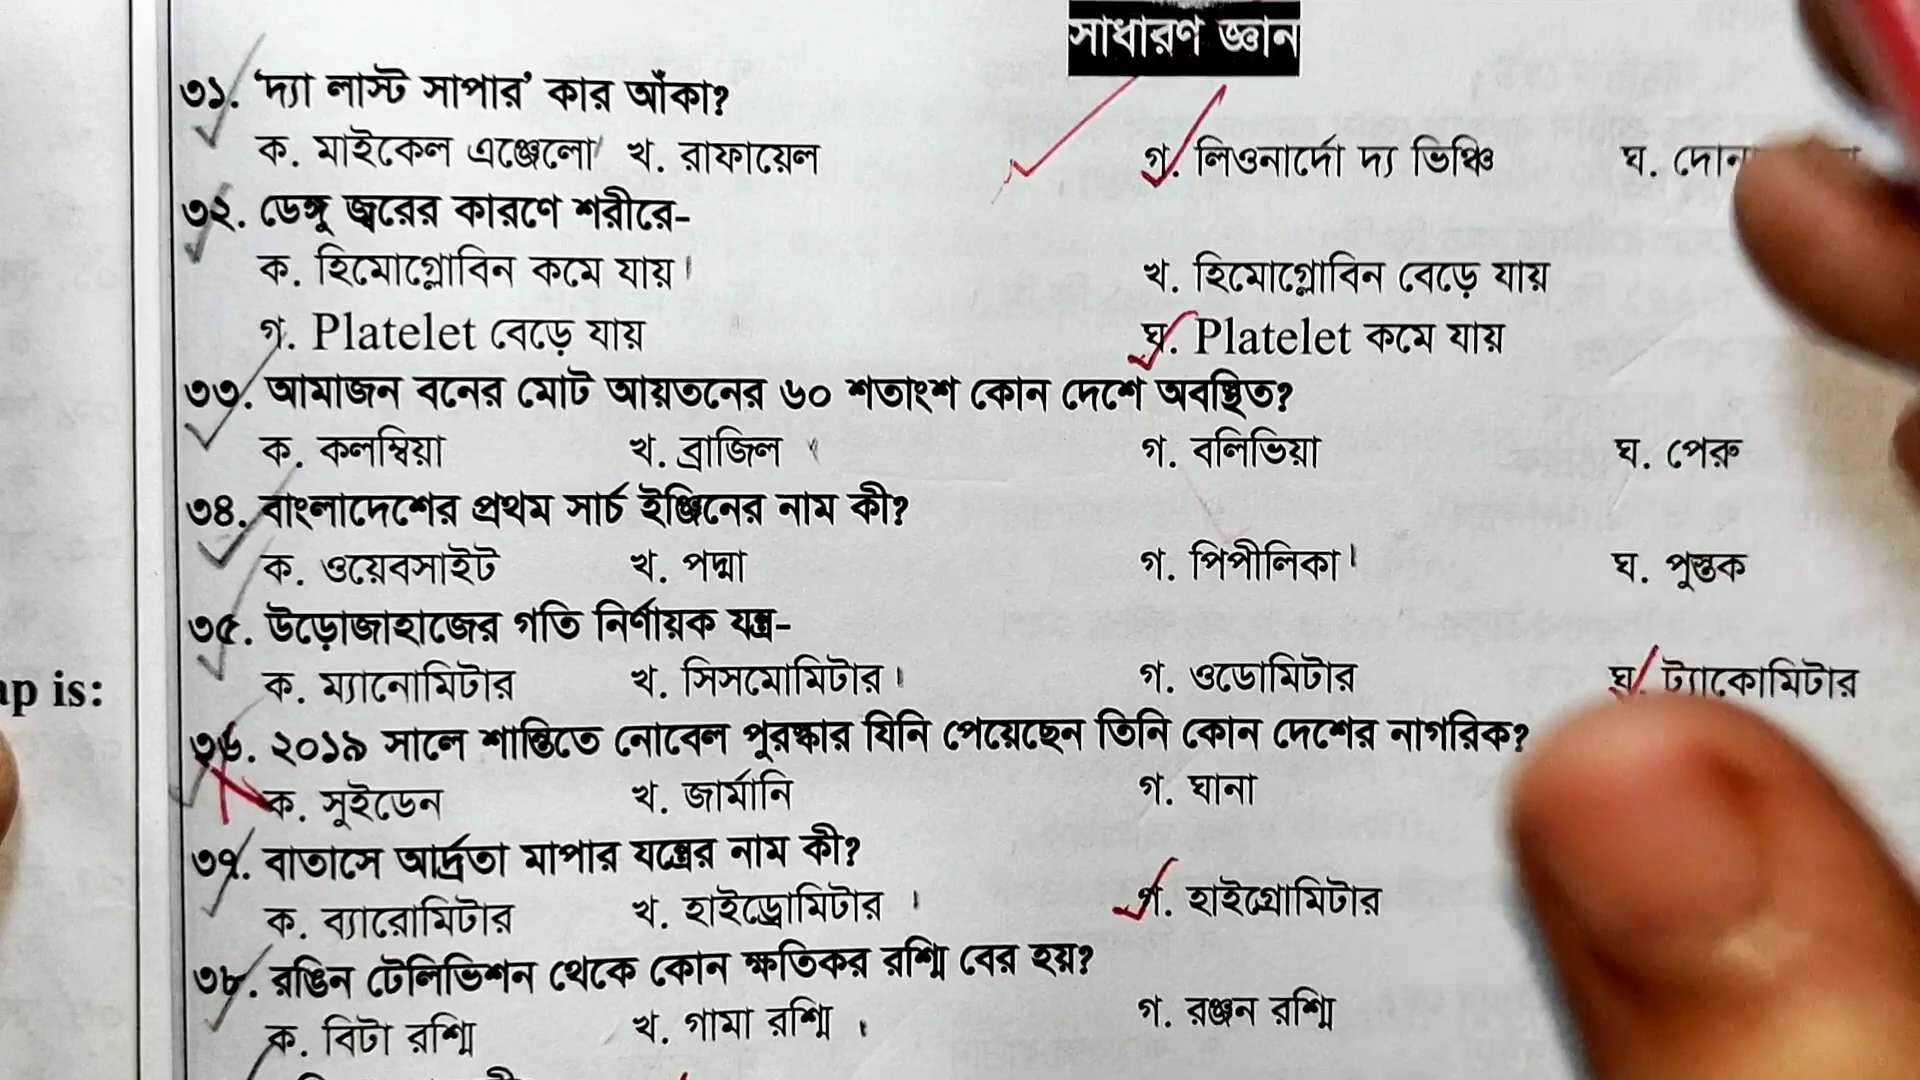 সাধারণ জ্ঞান
৩১. ‘দ্যা লাস্ট সাপার’ কার আঁকা?
ক. মাইকেল এঞ্জেলো খ. রাফায়েল গ. লিওনার্দো দ্য ভিঞ্চি ঘ.
৩২. ডেঙ্গু জ্বরের কারণে শরীরে-
ক. হিমোগ্লোবিন কমে যায় খ. হিমোগ্লোবিন বেড়ে যায়
গ. Platelet বেড়ে যায় ঘ. Platelet কমে যায়
৩৩. আমাজন বনের মোট আয়তনের ৬০ শতাংশ কোন দেশে অবস্থিত?
ক. কলম্বিয়া খ. ব্রাজিল গ. বলিভিয়া ঘ. পেরু
৩৪. বাংলাদেশের প্রথম সার্চ ইঞ্জিনের নাম কী?
ক. ওয়েবসাইট খ. পদ্মা গ. পিপীলিকা ঘ. পুস্তক
৩৫. উড়োজাহাজের গতি নির্ণায়ক যন্ত্র-
ক. ম্যানোমিটার খ. সিসমোমিটার গ. ওডোমিটার ঘ. ট্যাকোমিটার
is:
৩৬. ২০১৯ সালে শান্তিতে নোবেল পুরষ্কার যিনি পেয়েছেন তিনি কোন দেশের নাগরিক?
ক. সুইডেন খ. জার্মানি গ. ঘানা
৩৭. বাতাসে আর্দ্রতা মাপার যন্ত্রের নাম কী?
ক. ব্যারোমিটার খ. হাইড্রোমিটার গ. হাইগ্রোমিটার
৩৮. রঙিন টেলিভিশন থেকে কোন ক্ষতিকর রশ্মি বের হয়?
ক. বিটা রশ্মি খ. গামা রশ্মি গ. রঞ্জন রশ্মি